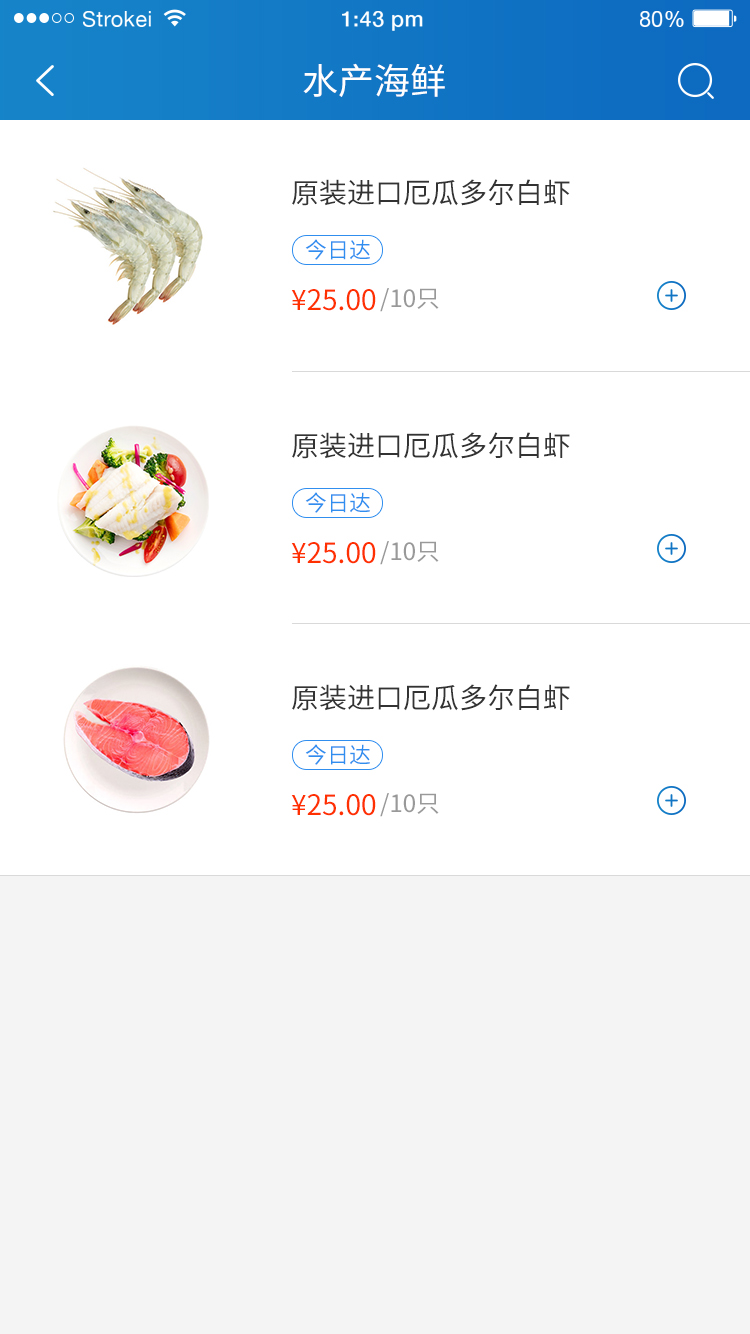 Strokei 1:43 pm 80%
水产海鲜
原装进口厄瓜多尔白虾
今日达
¥25.00/10只
原装进口厄瓜多尔白虾
今日达
¥25.00/10只
原装进口厄瓜多尔白虾
今日达
¥25.00/10只